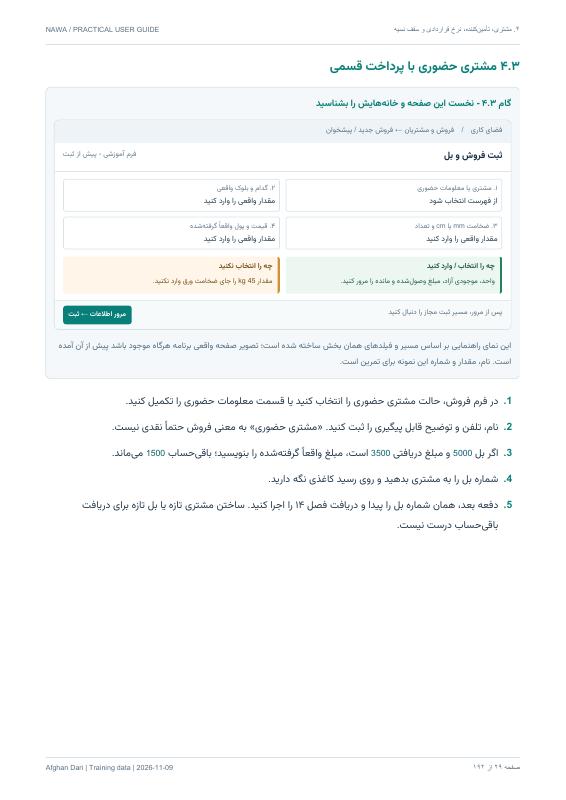 ۴. مشتری، تأمین‌کننده، نرخ قراردادی و سقف نسیه
NAWA / PRACTICAL USER GUIDE
۴.۳ مشتری حضوری با پرداخت قسمی
گام ۴.۳ - نخست این صفحه و خانه‌هایش را بشناسید
فضای کاری / فروش و مشتریان ← فروش جدید / پیشخوان
ثبت فروش و بل
فرم آموزشی - پیش از ثبت
۱. مشتری یا معلومات حضوری
از فهرست انتخاب شود
۲. گدام و بلوک واقعی
مقدار واقعی را وارد کنید
۳. ضخامت mm یا cm و تعداد
مقدار واقعی را وارد کنید
۴. قیمت و پول واقعاً گرفته‌شده
مقدار واقعی را وارد کنید
چه را انتخاب / وارد کنید
واحد، موجودی آزاد، مبلغ وصول‌شده و مانده را مرور کنید.
چه را انتخاب نکنید
مقدار 45 kg را جای ضخامت ورق وارد نکنید.
پس از مرور، مسیر ثبت مجاز را دنبال کنید
مرور اطلاعات ← ثبت
این نمای راهنمایی بر اساس مسیر و فیلدهای همان بخش ساخته شده است؛ تصویر صفحه واقعی برنامه هرگاه موجود باشد پیش از آن آمده
است. نام، مقدار و شماره این نمونه برای تمرین است.
1. در فرم فروش، حالت مشتری حضوری را انتخاب کنید یا قسمت معلومات حضوری را تکمیل کنید.
2. نام، تلفن و توضیح قابل پیگیری را ثبت کنید. «مشتری حضوری» به معنی فروش حتماً نقدی نیست.
3. اگر بل 5000 و مبلغ دریافتی 3500 است، مبلغ واقعاً گرفته‌شده را بنویسید؛ باقی‌حساب 1500 می‌ماند.
4. شماره بل را به مشتری بدهید و روی رسید کاغذی نگه دارید.
5. دفعه بعد، همان شماره بل را پیدا و دریافت فصل ۱۴ را اجرا کنید. ساختن مشتری تازه یا بل تازه برای دریافت
باقی‌حساب درست نیست.
صفحه ۲۹ از ۱۹۲
Afghan Dari | Training data | 2026-11-09